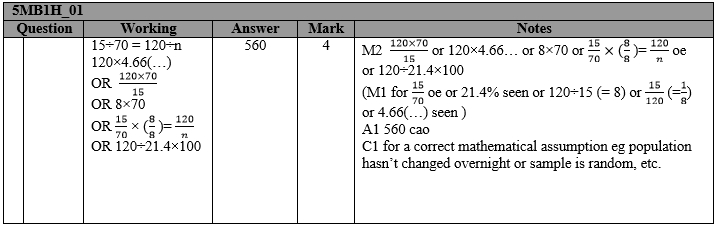 5MB1H_01
Question Working Answer Mark Notes
15÷70 = 120÷n 560 4
120×4.66(...)
OR 120×70/15
OR 8×70
OR 15/70 × (8/8)= 120/n
OR 120÷21.4×100
M2 120×70/15 or 120×4.66... or 8×70 or 15/70 × (8/8)= 120/n oe
or 120÷21.4×100
(M1 for 15/70 oe or 21.4% seen or 120÷15 (= 8) or 15/120 (=1/8)
or 4.66(...) seen )
A1 560 cao
C1 for a correct mathematical assumption eg population
hasn’t changed overnight or sample is random, etc.